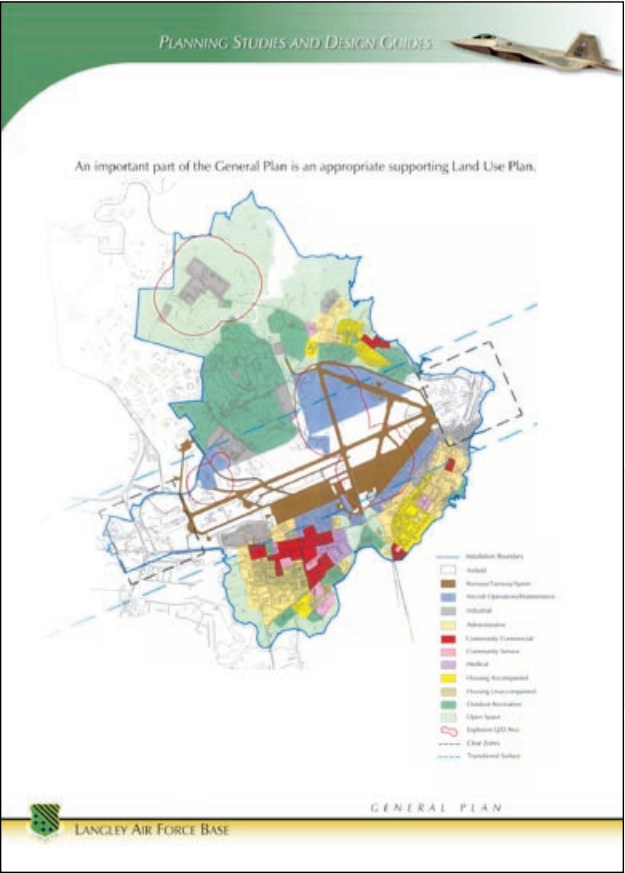 PLANNING STUDIES AND DESIGN GUIDES
An important part of the General Plan is an appropriate supporting Land Use Plan.
Installation Boundary
Airfield
Runway/Taxiway/Apron
Aircraft Operations/Maintenance
Industrial
Administrative
Community Commercial
Community Service
Medical
Housing Accompanied
Housing Unaccompanied
Outdoor Recreation
Open Space
Explosive Q/D Arcs
Clear Zones
Transitional Surface
GENERAL PLAN
LANGLEY AIR FORCE BASE